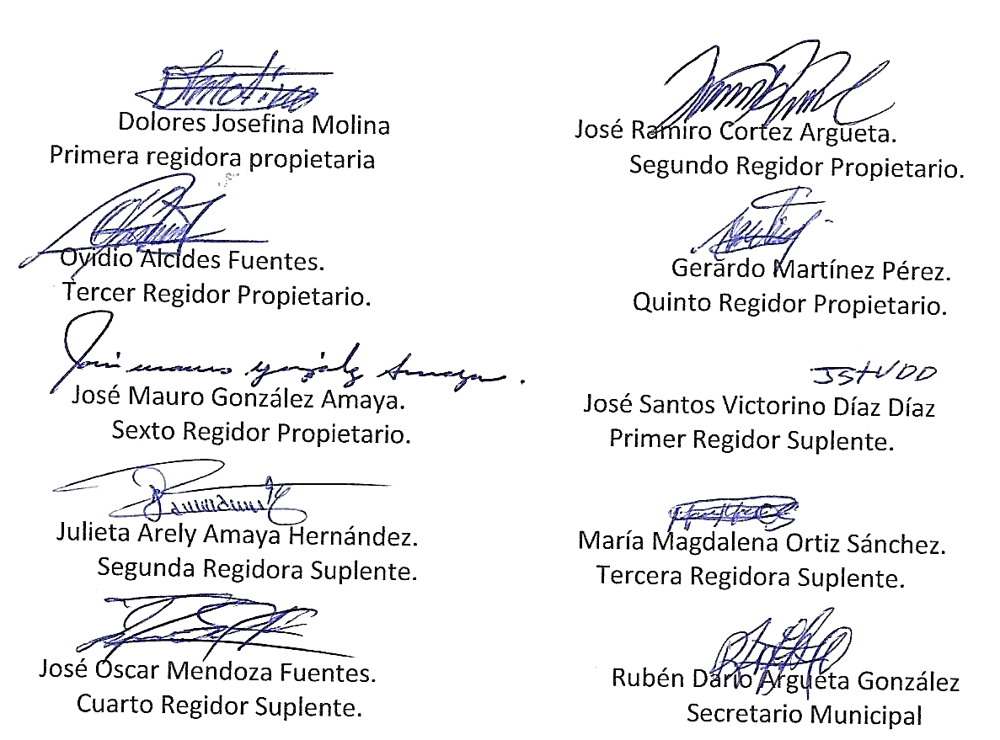 Dolores Josefina Molina
Primera regidora propietaria
José Ramiro Cortez Argueta.
Segundo Regidor Propietario.
Ovidio Alcides Fuentes.
Tercer Regidor Propietario.
Gerardo Martínez Pérez.
Quinto Regidor Propietario.
José mauro gonzalz Amaya.
José Mauro González Amaya.
Sexto Regidor Propietario.
JStVDD
José Santos Victorino Díaz Díaz
Primer Regidor Suplente.
Julieta Arely Amaya Hernández.
Segunda Regidora Suplente.
María Magdalena Ortiz Sánchez.
Tercera Regidora Suplente.
José Oscar Mendoza Fuentes.
Cuarto Regidor Suplente.
Rubén Darío Argueta González
Secretario Municipal